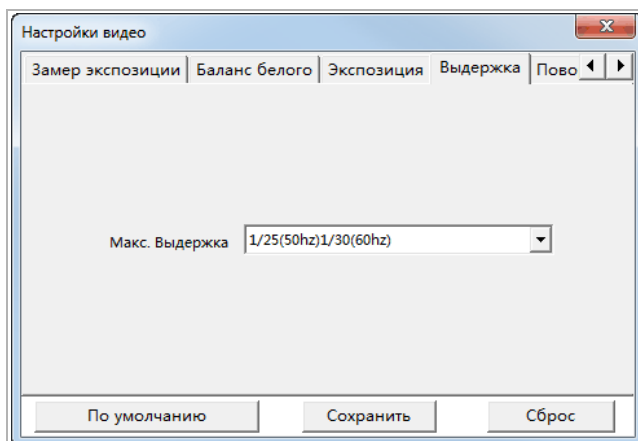 Настройки видео
Замер экспозиции Баланс белого Экспозиция Выдержка Пово
Макс. Выдержка 1/25(50hz)1/30(60hz)
По умолчанию Сохранить Сброс